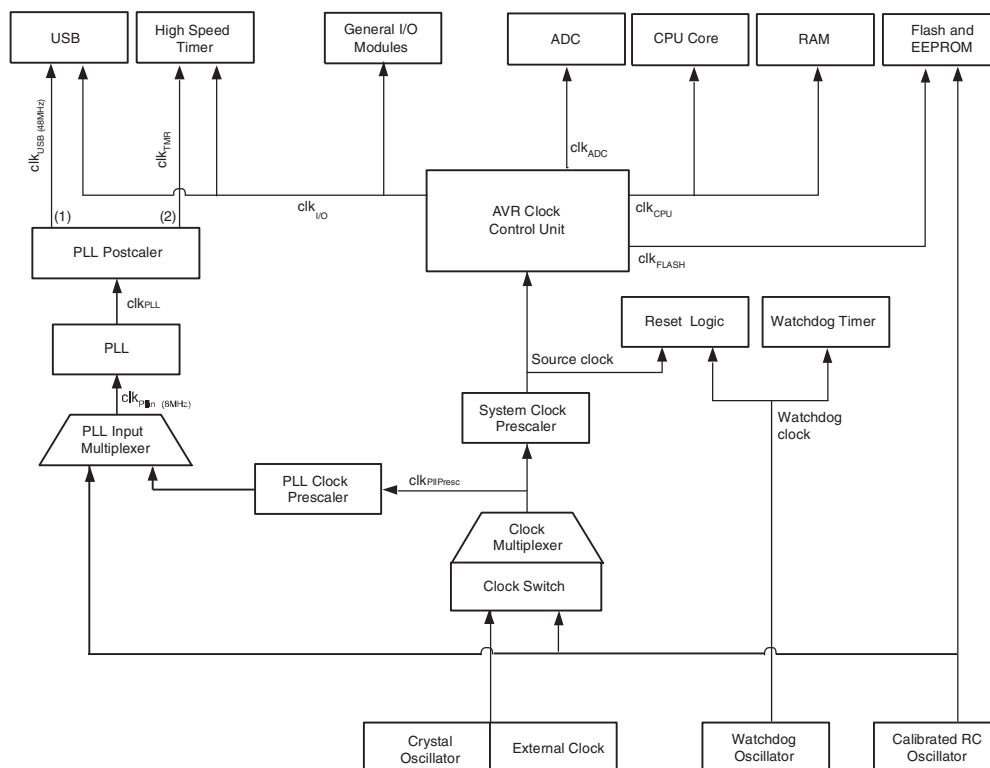 USB
High Speed
Timer
General I/O
Modules
ADC
CPU Core
RAM
Flash and
EEPROM
clkUSB (48MHz)
clkTMR
clkADC
(1)
(2)
clkI/O
AVR Clock
Control Unit
clkCPU
clkFLASH
PLL Postcaler
clkPLL
PLL
Reset Logic
Watchdog Timer
Source clock
(8MHz)
System Clock
Prescaler
Watchdog
clock
PLL Input
Multiplexer
PLL Clock
Prescaler
clkPllPresc
Clock
Multiplexer
Clock Switch
Crystal
Oscillator
External Clock
Watchdog
Oscillator
Calibrated RC
Oscillator